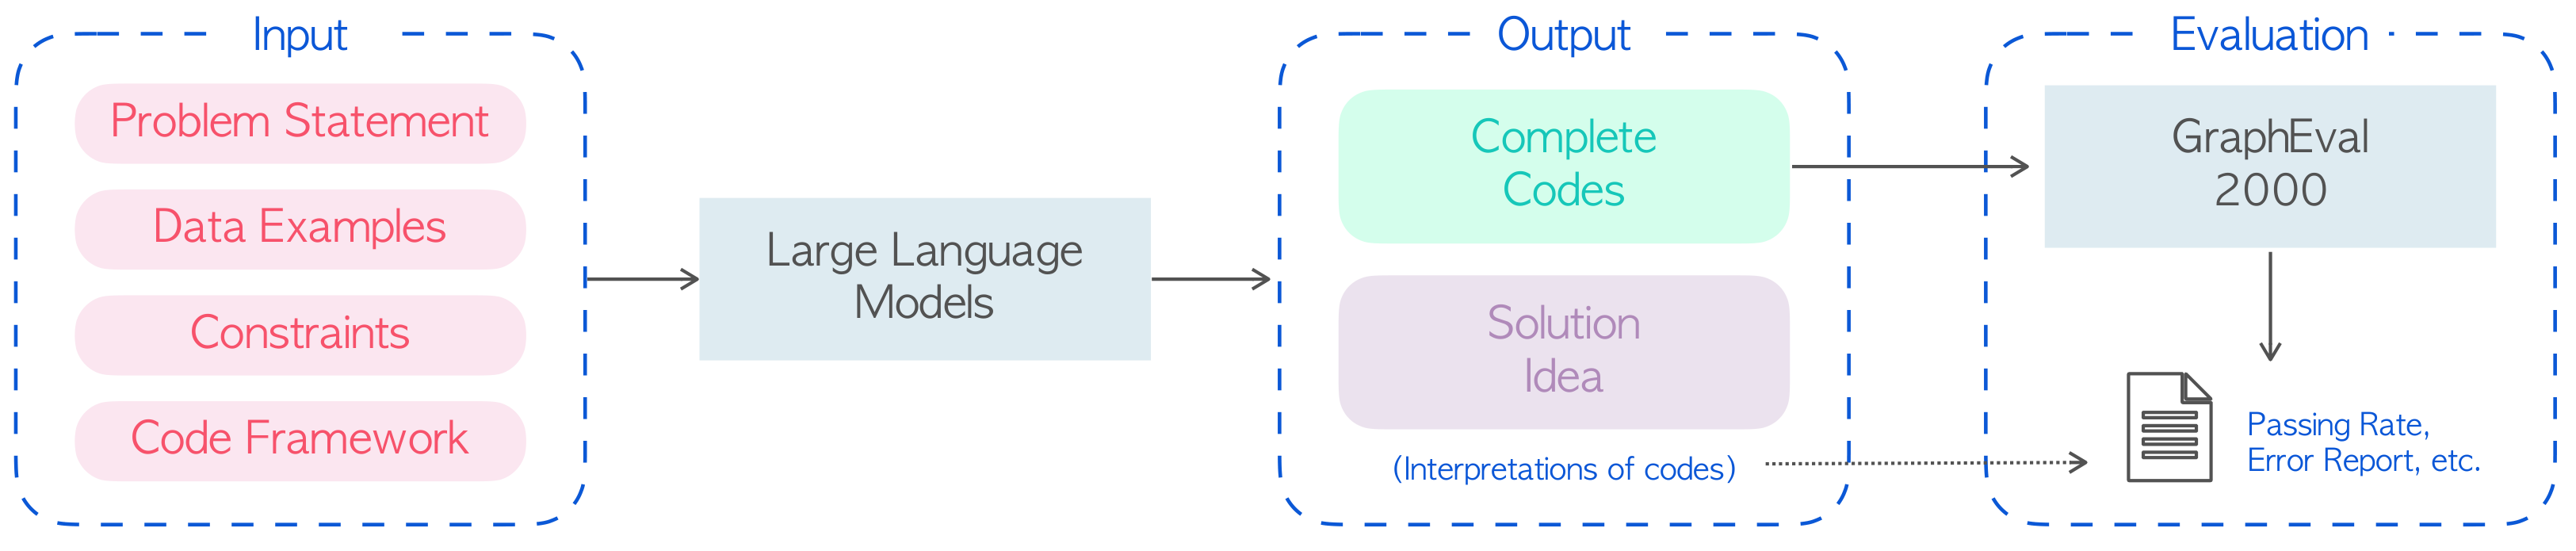 Input
Problem Statement
Data Examples
Constraints
Code Framework
Large Language
Models
Output
Complete
Codes
Solution
Idea
(Interpretations of codes)
Evaluation
GraphEval
2000
Passing Rate,
Error Report, etc.